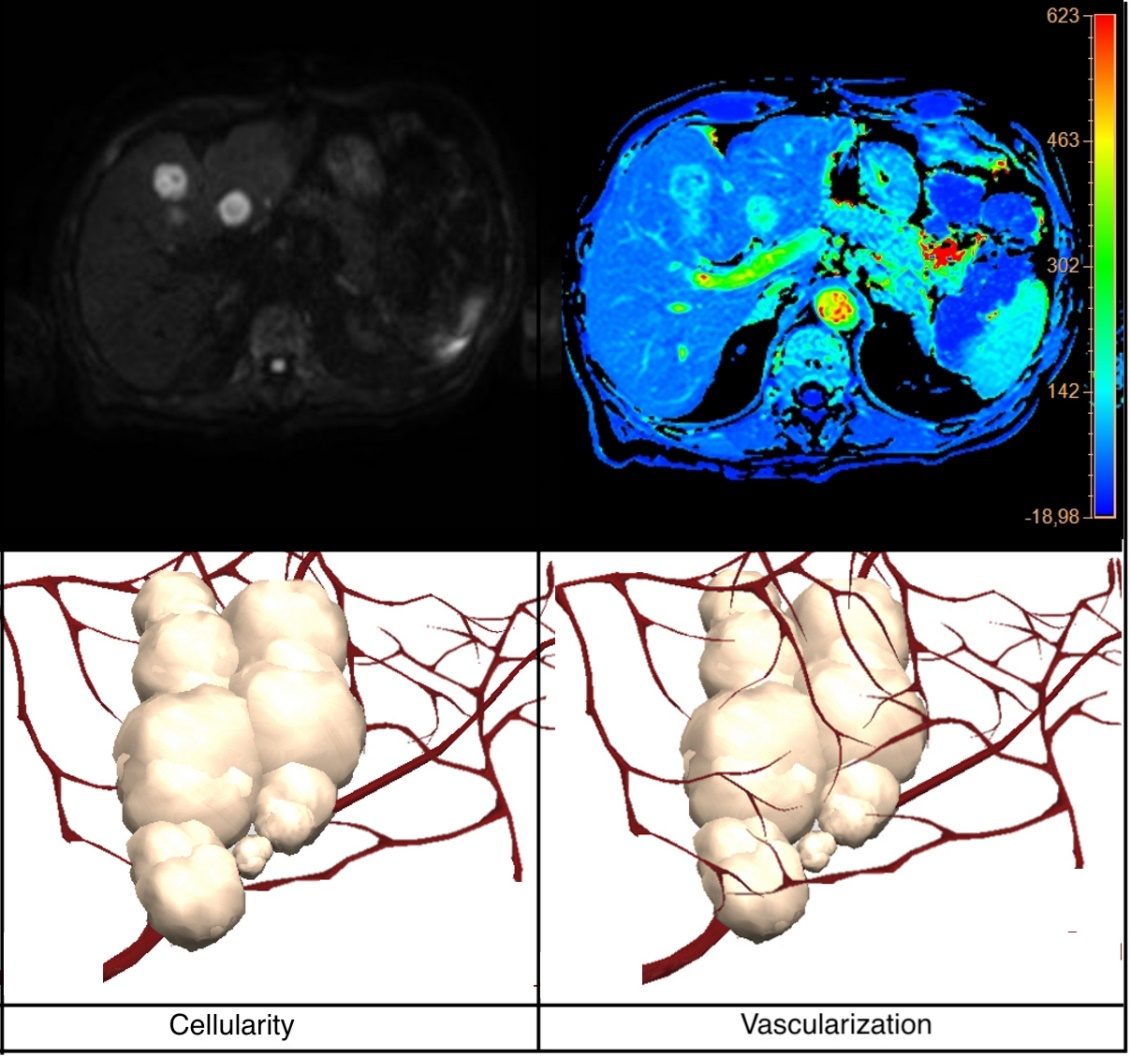 623
463
302
142
-18,98
Cellularity
Vascularization